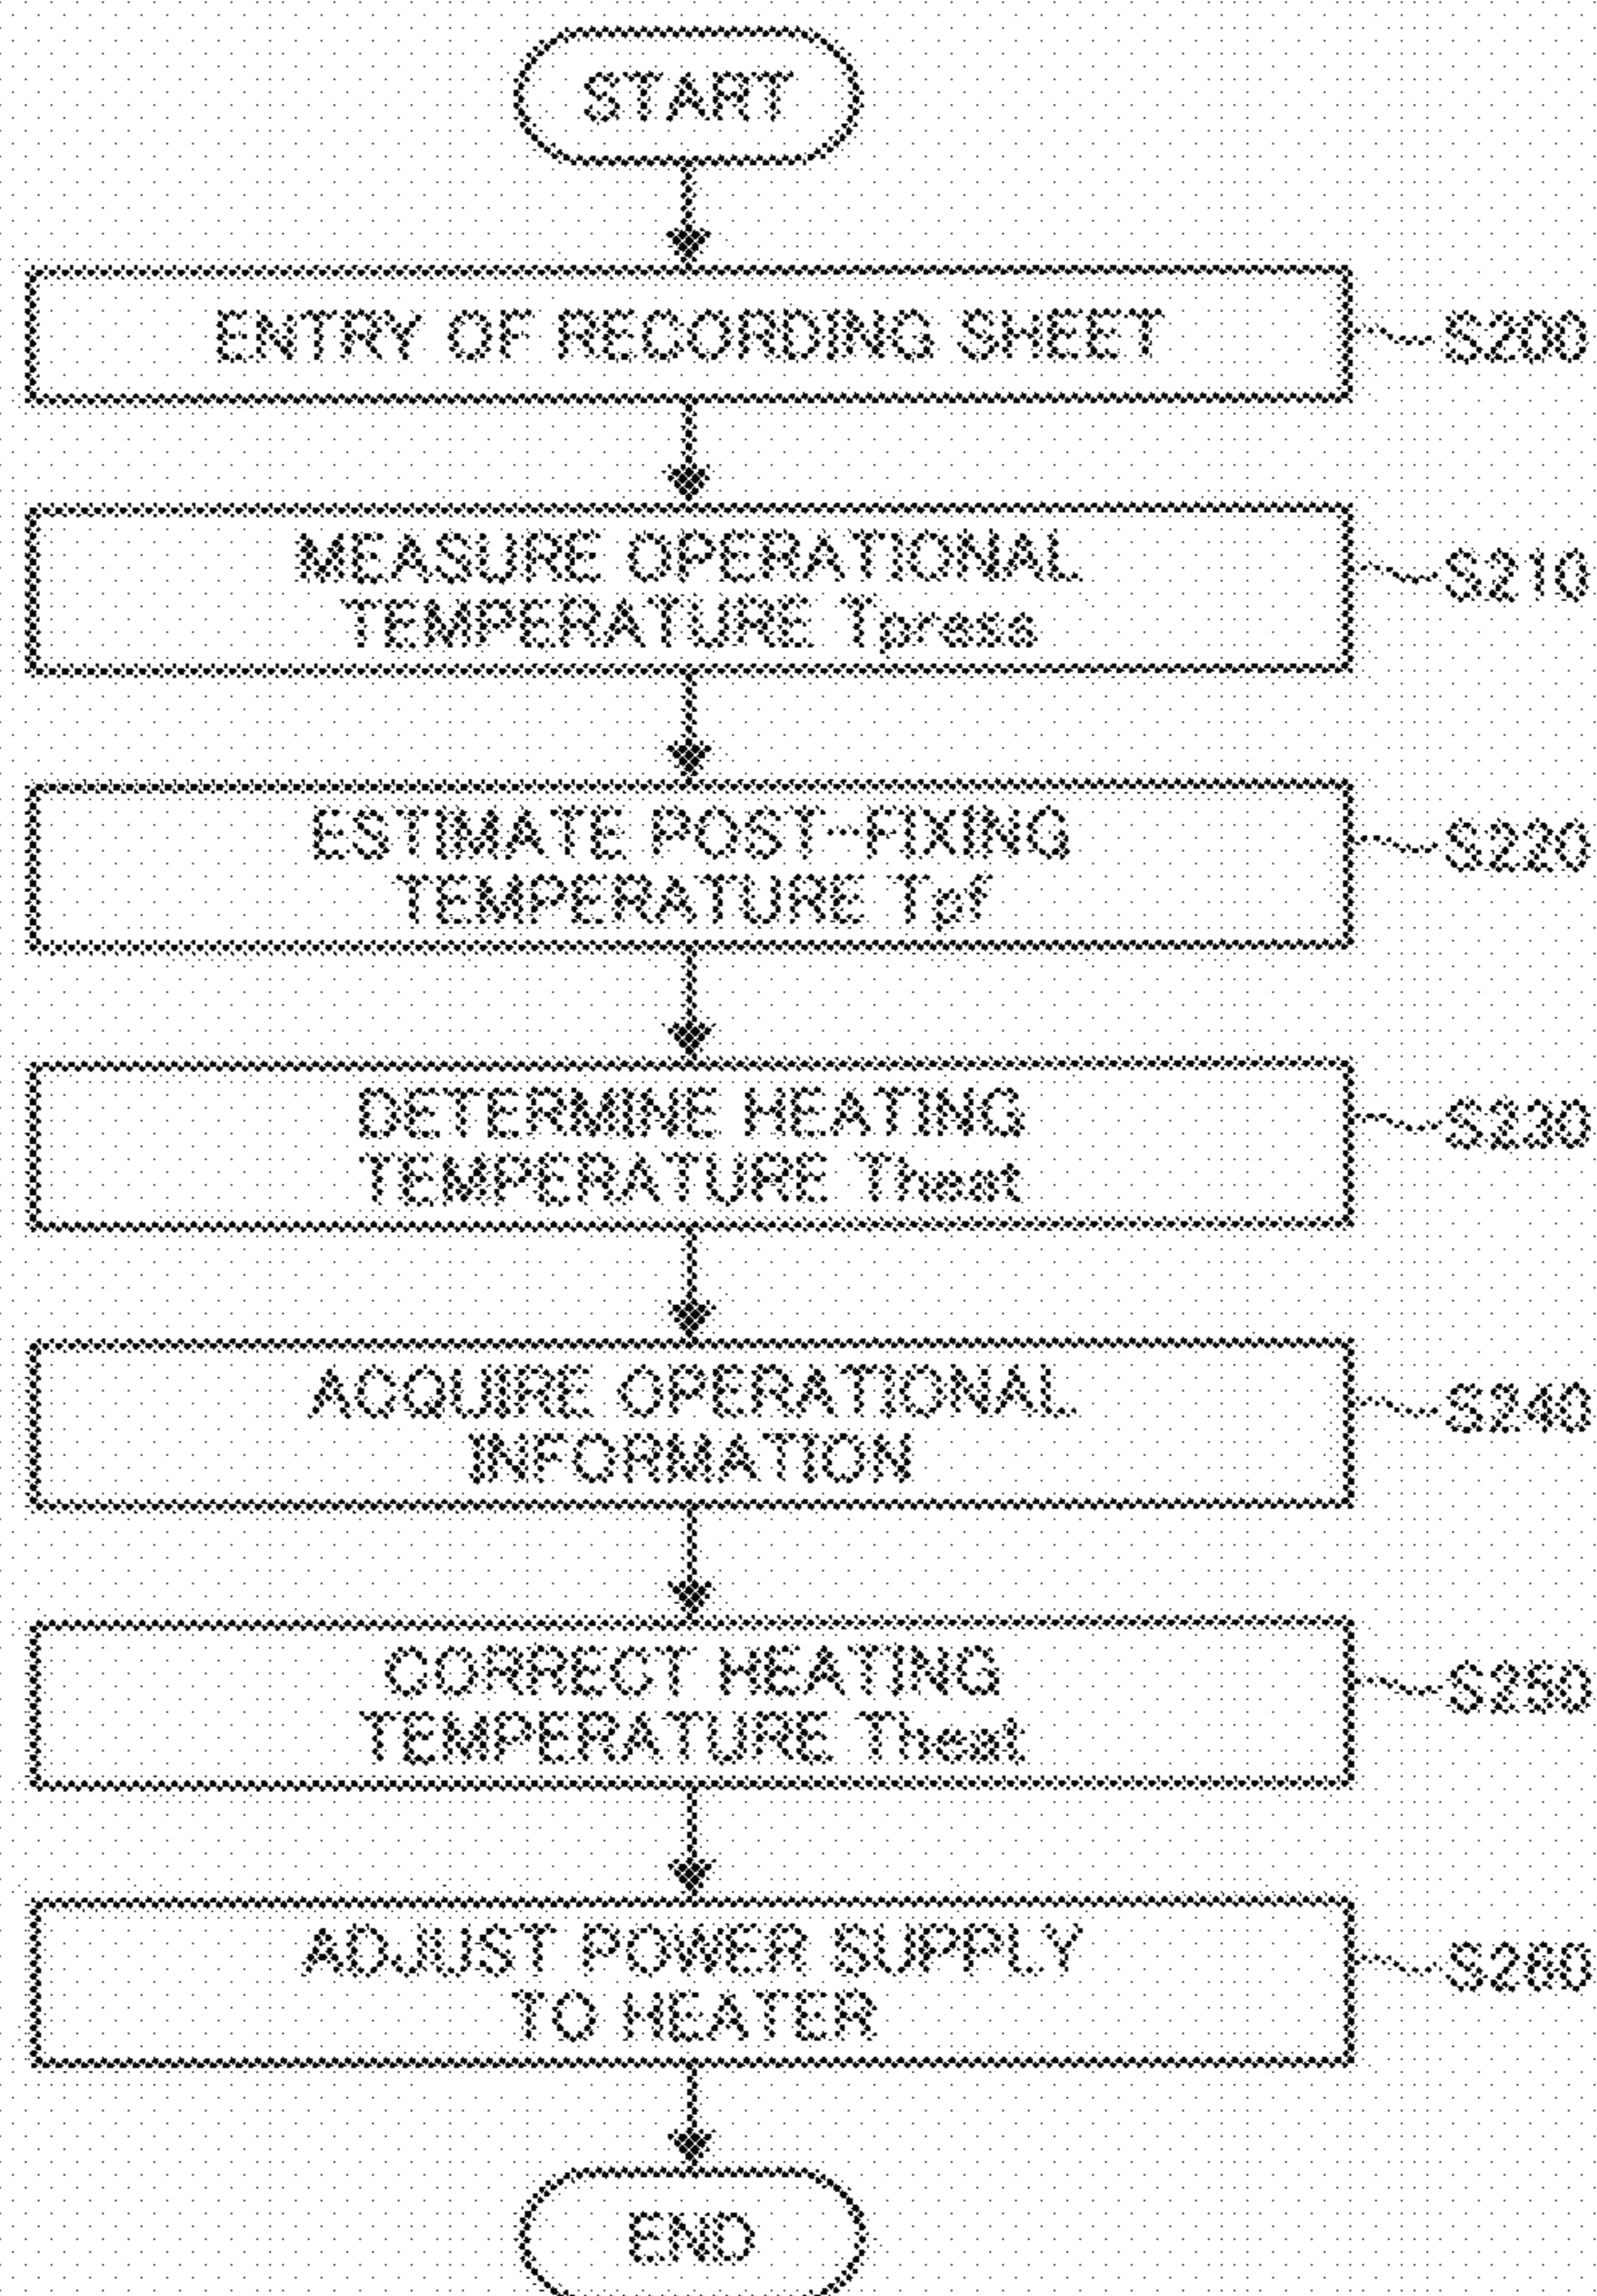 START
ENTRY OF RECORDING SHEET
S200
MEASURE OPERATIONAL
TEMPERATURE Tpress
S210
ESTIMATE POST-FIXING
TEMPERATURE Tpf
S220
DETERMINE HEATING
TEMPERATURE Theat
S230
ACQUIRE OPERATIONAL
INFORMATION
S240
CORRECT HEATING
TEMPERATURE Theat
S250
ADJUST POWER SUPPLY
TO HEATER
S260
END